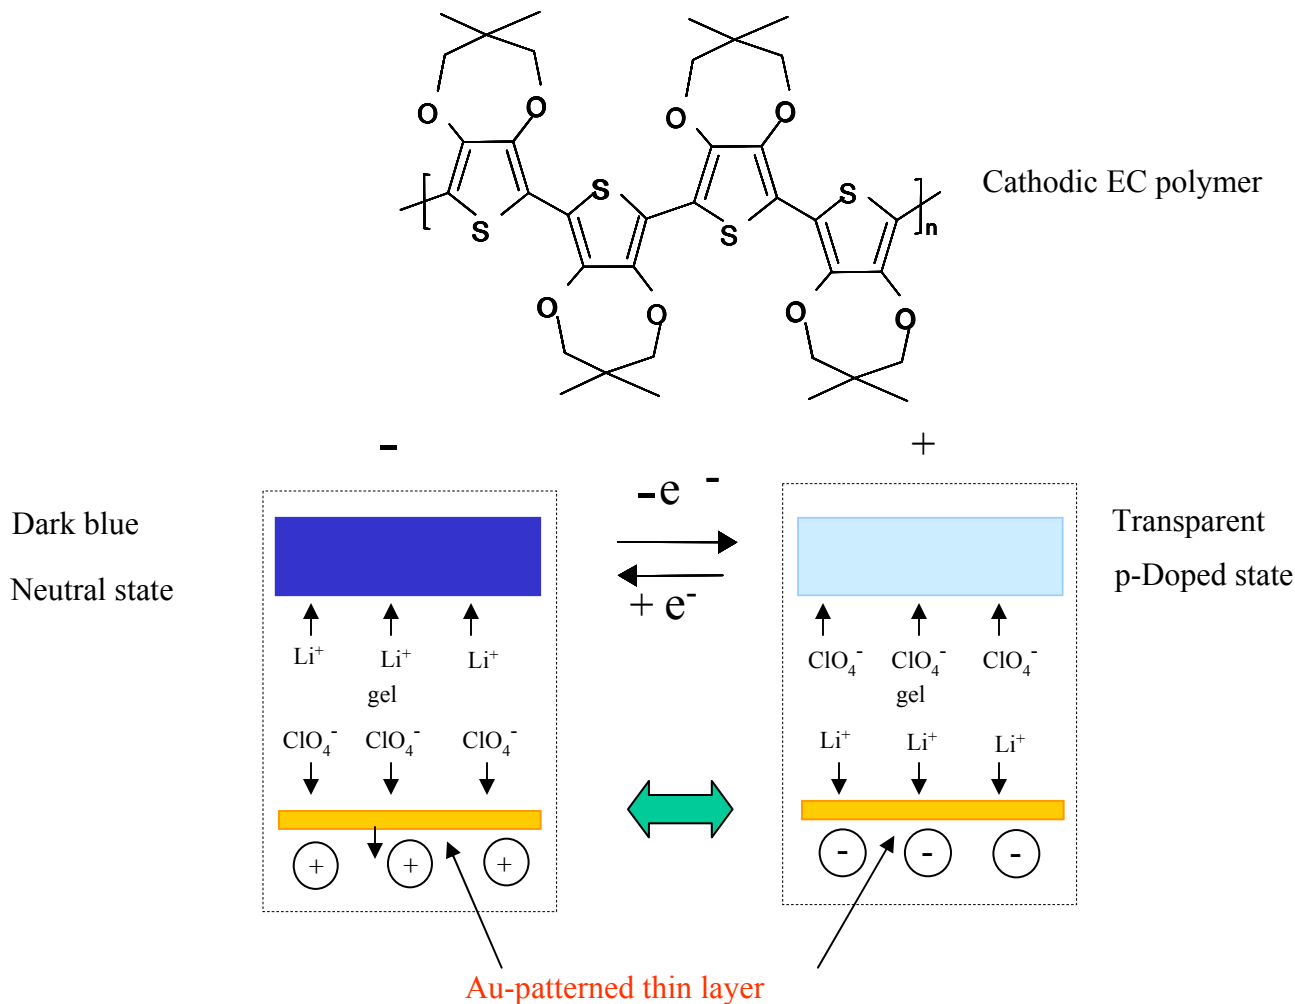 O O O O
S S S S
[ ]n
O O O O
Cathodic EC polymer
- +
Dark blue
Neutral state
–e -
+ e-
Transparent
p-Doped state
Li+ Li+ Li+
gel
ClO4- ClO4- ClO4-
+ + +
ClO4- ClO4- ClO4-
gel
Li+ Li+ Li+
- - -
Au-patterned thin layer